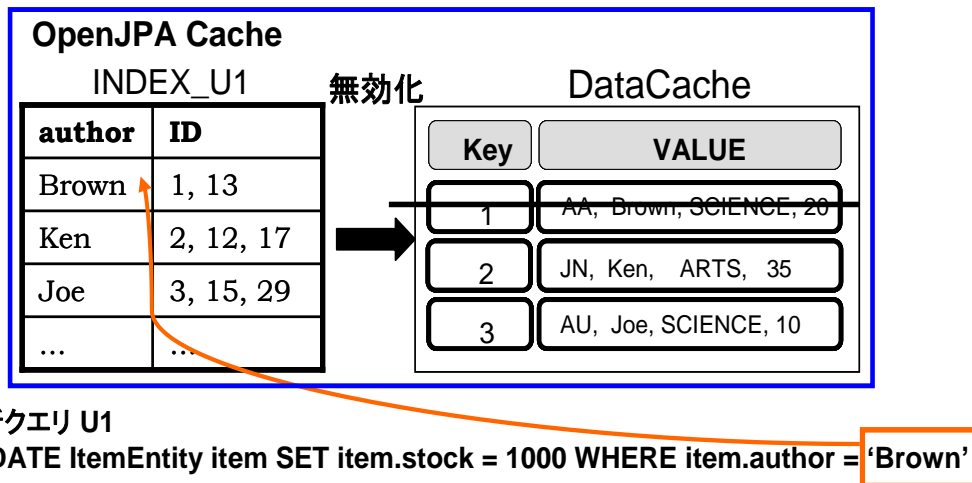 OpenJPA Cache
INDEX_U1
無効化
DataCache
author ID
Brown 1, 13
Ken 2, 12, 17
Joe 3, 15, 29
... ...
Key VALUE
1 AA, Brown, SCIENCE, 20
2 JN, Ken, ARTS, 35
3 AU, Joe, SCIENCE, 10
クエリ U1
DATE ItemEntity item SET item.stock = 1000 WHERE item.author = ‘Brown’